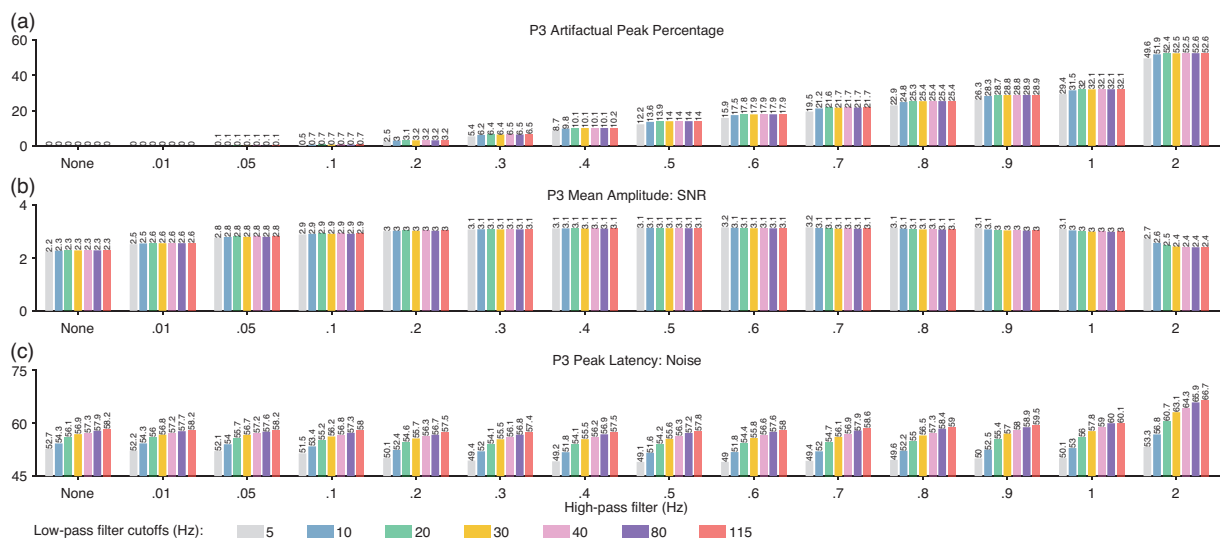 (a)
P3 Artifactual Peak Percentage
60
40
20
0
0 0 0 0 0 0 0
0 0 0 0 0 0 0
0.1 0.1 0.1 0.1 0.1 0.1 0.1
0.5 0.7 0.7 0.7 0.7 0.7 0.7
2.5 3 3.1 3.2 3.2 3.2 3.2
5.4 6.2 6.4 6.4 6.5 6.5 6.5
8.7 9.8 10.1 10.1 10.1 10.1 10.2
12.2 13.6 13.9 14 14 14 14
15.9 17.5 17.8 17.9 17.9 17.9 17.9
19.5 21.2 21.6 21.7 21.7 21.7 21.7
22.9 24.8 25.3 25.4 25.4 25.4 25.4
26.3 28.3 28.7 28.8 28.8 28.9 28.9
29.4 31.5 32 32.1 32.1 32.1 32.1
49.6 51.9 52.4 52.5 52.5 52.6 52.6
None .01 .05 .1 .2 .3 .4 .5 .6 .7 .8 .9 1 2
(b)
P3 Mean Amplitude: SNR
4
2
0
2.2 2.3 2.3 2.3 2.3 2.3 2.3
2.5 2.5 2.6 2.6 2.6 2.6 2.6
2.8 2.8 2.8 2.8 2.8 2.8 2.8
2.9 2.9 2.9 2.9 2.9 2.9 2.9
3 3 3 3 3 3 3
3.1 3.1 3.1 3.1 3.1 3.1 3.1
3.1 3.1 3.1 3.1 3.1 3.1 3.1
3.1 3.1 3.1 3.1 3.1 3.1 3.1
3.2 3.1 3.1 3.1 3.1 3.1 3.1
3.2 3.1 3.1 3.1 3.1 3.1 3.1
3.1 3.1 3.1 3.1 3.1 3.1 3.1
3.1 3.1 3 3 3 3 3
3.1 3 3 3 3 3 3
2.7 2.6 2.5 2.4 2.4 2.4 2.4
None .01 .05 .1 .2 .3 .4 .5 .6 .7 .8 .9 1 2
(c)
P3 Peak Latency: Noise
75
60
45
52.7 54.3 56.1 56.9 57.3 57.9 58.2
52.2 54.3 56 56.8 57.2 57.7 58.2
52.1 54 55.7 56.7 57.2 57.6 58.2
51.5 53.4 55.2 56.2 56.8 57.3 58
50.1 52.4 54.6 55.7 56.3 56.7 57.5
49.4 52 54.1 55.5 56.1 56.8 57.4
49.2 51.8 54.1 55.5 56.2 56.9 57.5
49.1 51.6 54.2 55.6 56.3 57.2 57.8
49 51.8 54.4 55.8 56.6 57.6 58
49.4 52 54.7 56.1 56.9 57.9 58.6
49.6 52.2 55 56.5 57.3 58.4 59
50 52.5 55.4 57 58 58.9 59.5
50.1 53 56 57.8 59 60 60.1
53.3 56.8 60.7 63.1 64.3 65.9 66.7
None .01 .05 .1 .2 .3 .4 .5 .6 .7 .8 .9 1 2
High-pass filter (Hz)
Low-pass filter cutoffs (Hz): 5 10 20 30 40 80 115